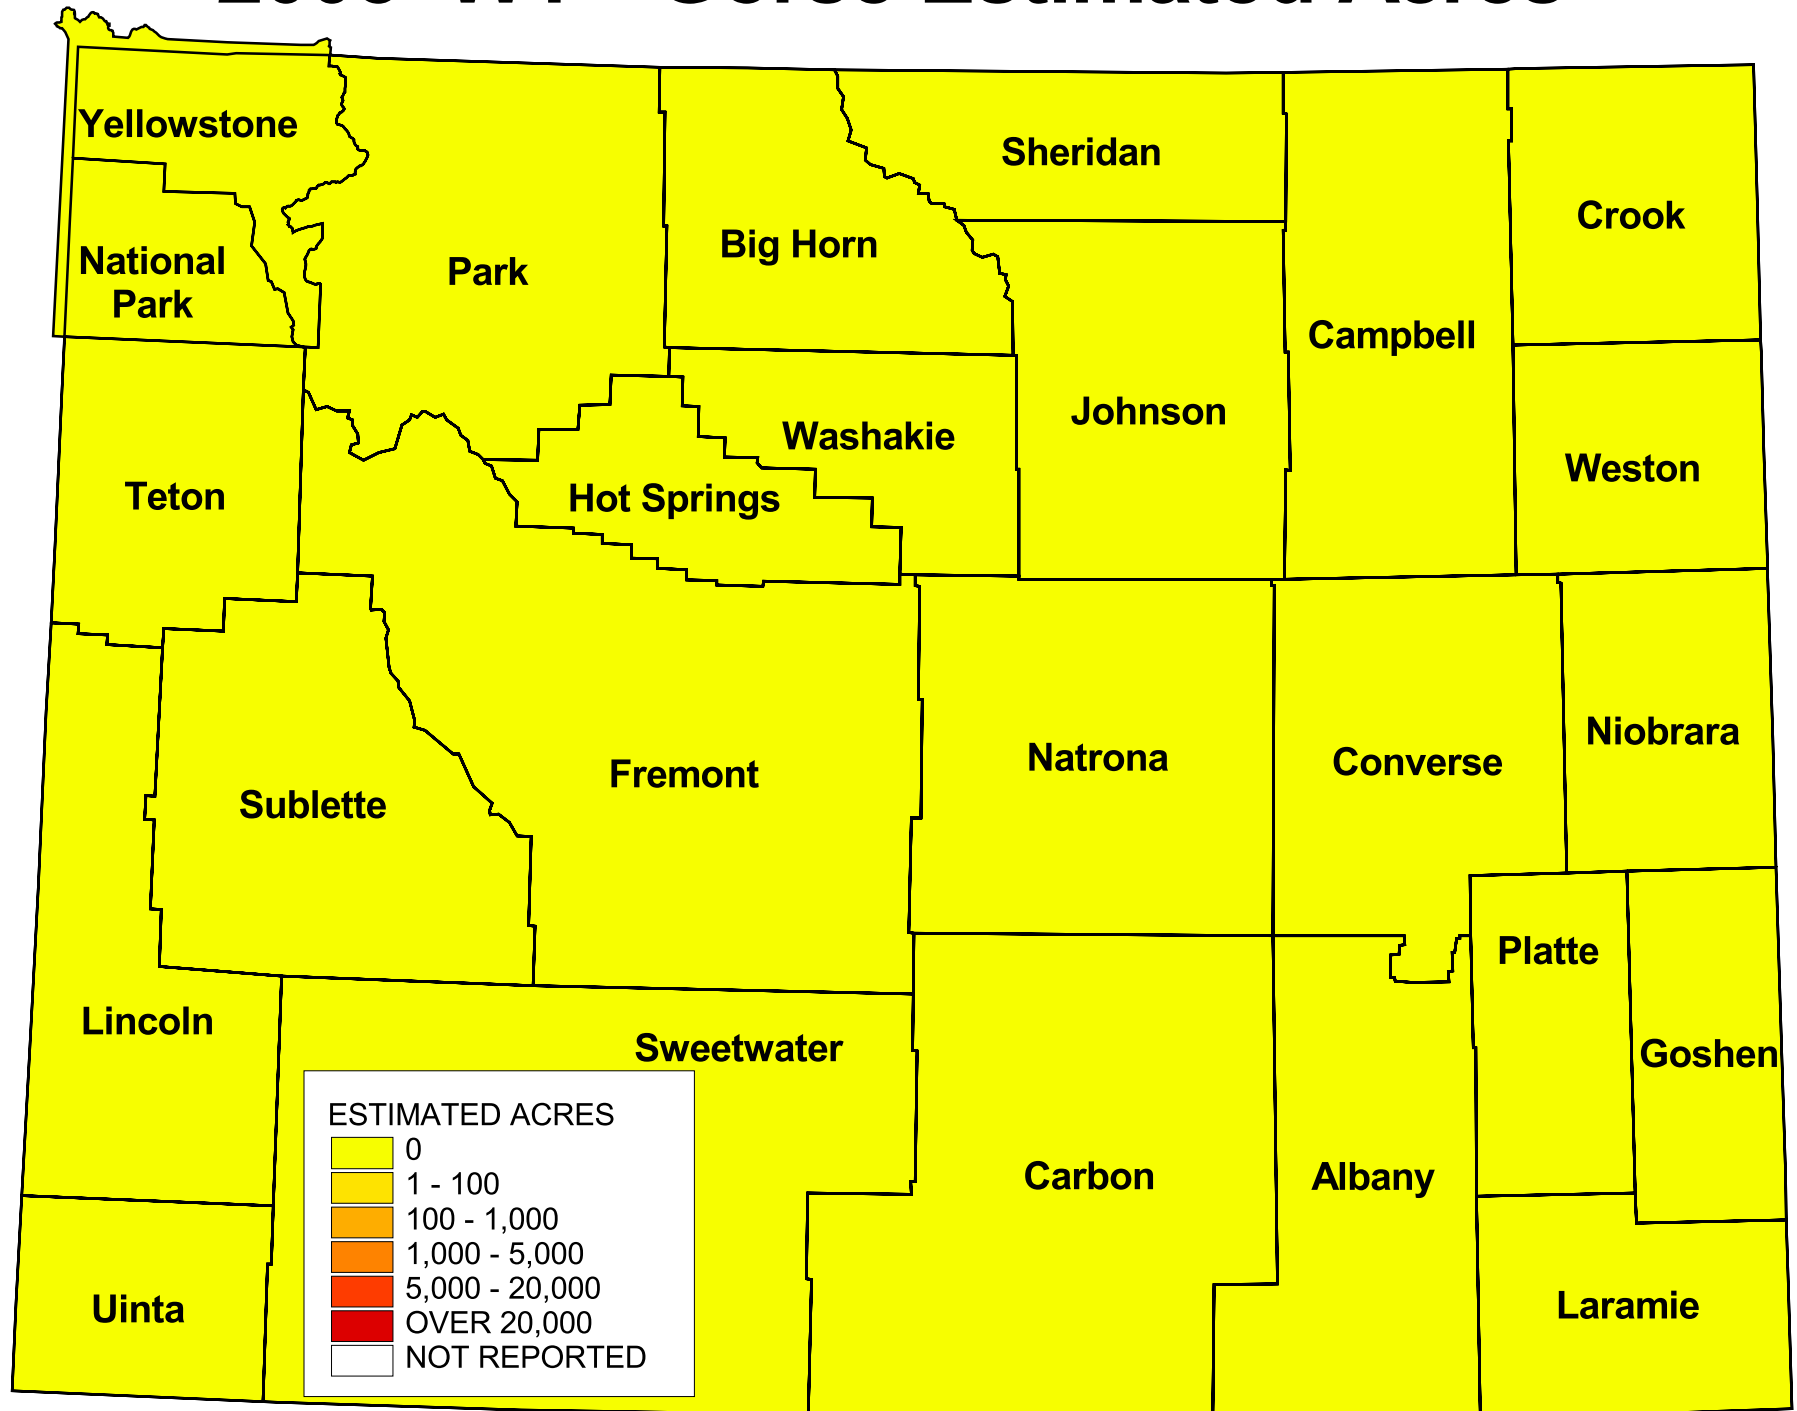 Estimated Acres
Yellowstone
Sheridan
Crook
Big Horn
National
Park
Park
Campbell
Johnson
Washakie
Weston
Teton
Hot Springs
Niobrara
Natrona
Converse
Fremont
Sublette
Platte
Lincoln
Sweetwater
Goshen
ESTIMATED ACRES
0
1 - 100
100 - 1,000
1,000 - 5,000
5,000 - 20,000
OVER 20,000
NOT REPORTED
Carbon
Albany
Uinta
Laramie